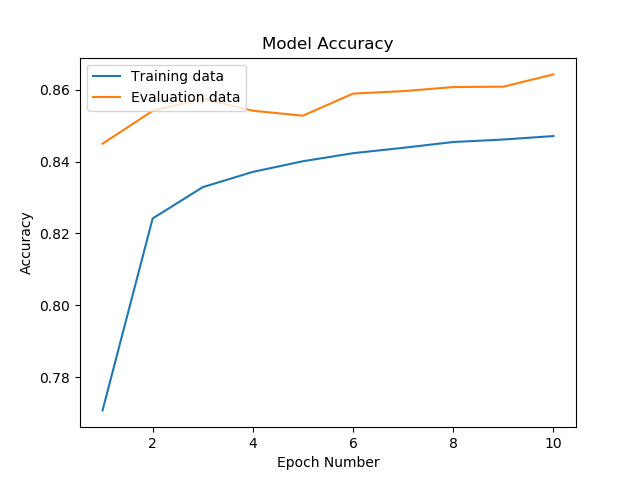 Model Accuracy
Training data
Evaluation data
0.86
0.84
0.82
0.80
0.78
Accuracy
2 4 6 8 10
Epoch Number